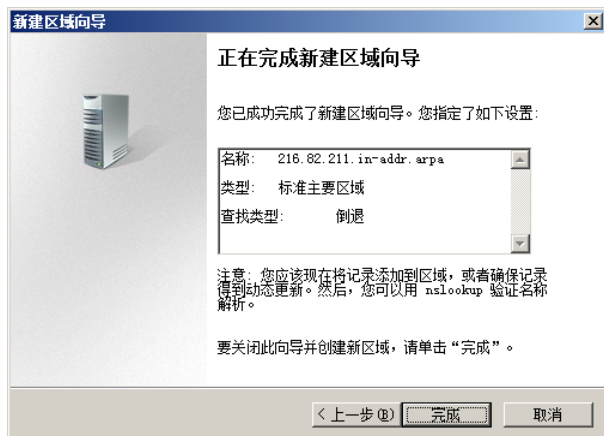 新建区域向导
正在完成新建区域向导
您已成功完成了新建区域向导。您指定了如下设置:
名称: 216.82.211.in-addr.arpa
类型: 标准主要区域
查找类型: 倒退
注意: 您应该现在将记录添加到区域，或者确保记录
得到动态更新。然后，您可以用 nslookup 验证名称
解析。
要关闭此向导并创建新区域，请单击“完成”。
< 上一步(B) 完成 取消